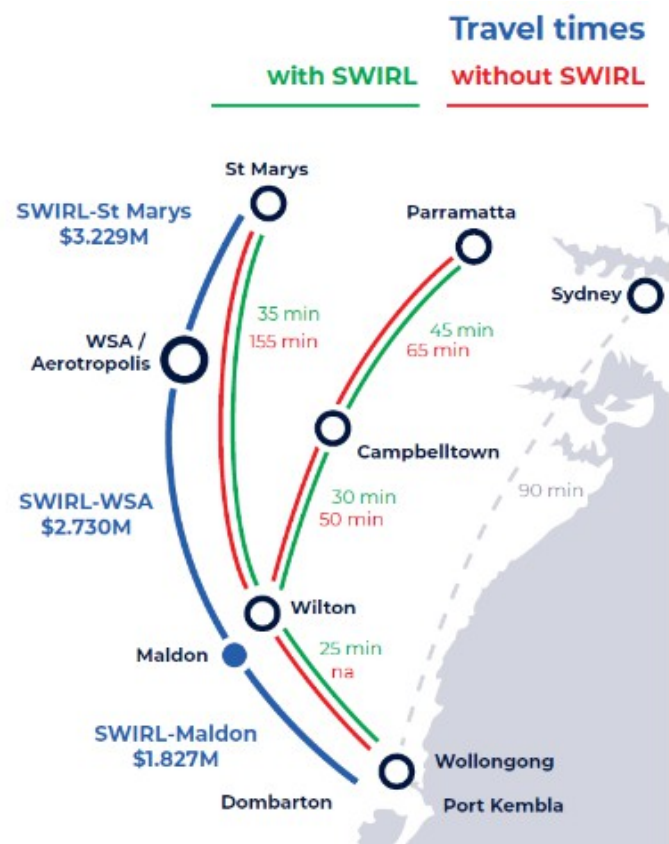 Travel times
with SWIRL
without SWIRL
St Marys
SWIRL-St Marys
$3.229M
Parramatta
Sydney
35 min
155 min
WSA /
Aerotropolis
45 min
65 min
Campbelltown
90 min
SWIRL-WSA
$2.730M
30 min
50 min
Wilton
Maldon
25 min
na
SWIRL-Maldon
$1.827M
Wollongong
Dombarton
Port Kembla